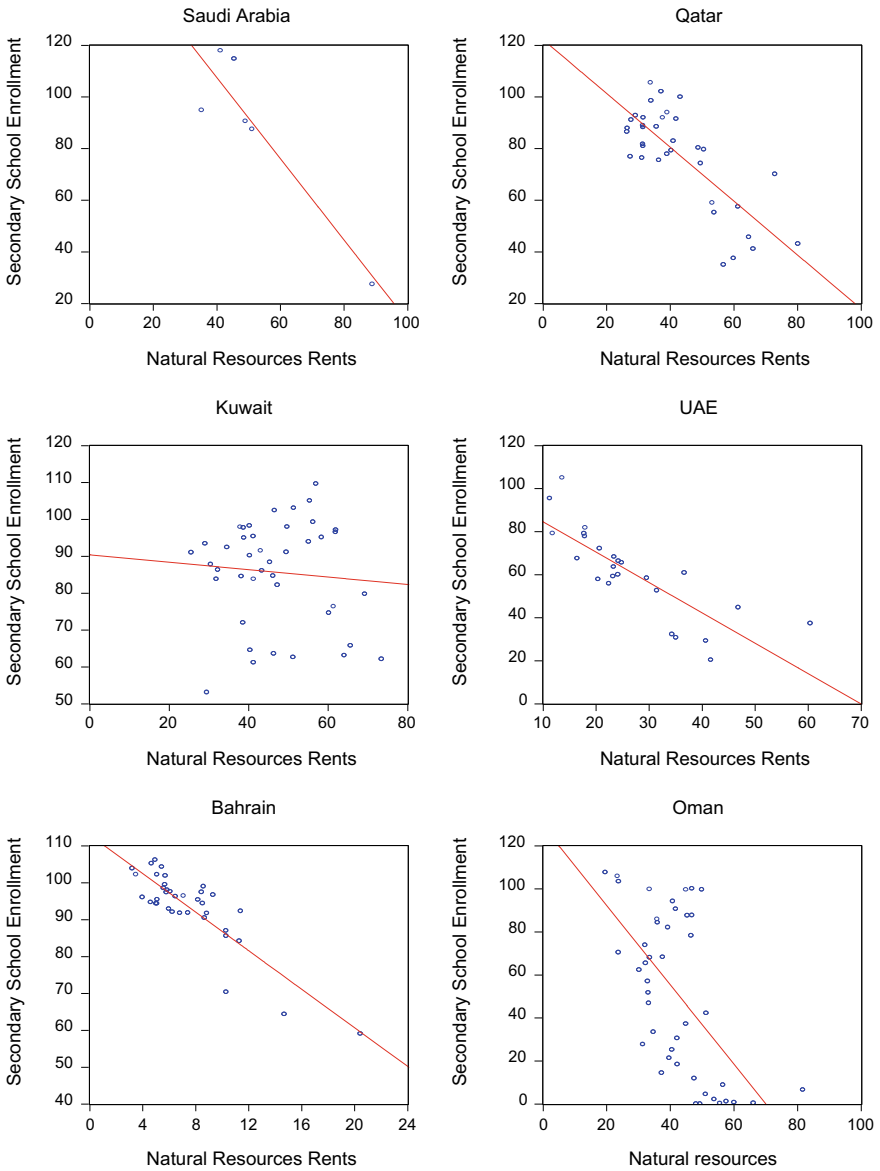 Saudi Arabia
Secondary School Enrollment
120
100
80
60
40
20
0 20 40 60 80 100
Natural Resources Rents
Qatar
Secondary School Enrollment
120
100
80
60
40
20
0 20 40 60 80 100
Natural Resources Rents
Kuwait
Secondary School Enrollment
120
110
100
90
80
70
60
50
0 20 40 60 80
Natural Resources Rents
UAE
Secondary School Enrollment
120
100
80
60
40
20
0
10 20 30 40 50 60 70
Natural Resources Rents
Bahrain
Secondary School Enrollment
110
100
90
80
70
60
50
40
0 4 8 12 16 20 24
Natural Resources Rents
Oman
Secondary School Enrollment
120
100
80
60
40
20
0
0 20 40 60 80 100
Natural resources